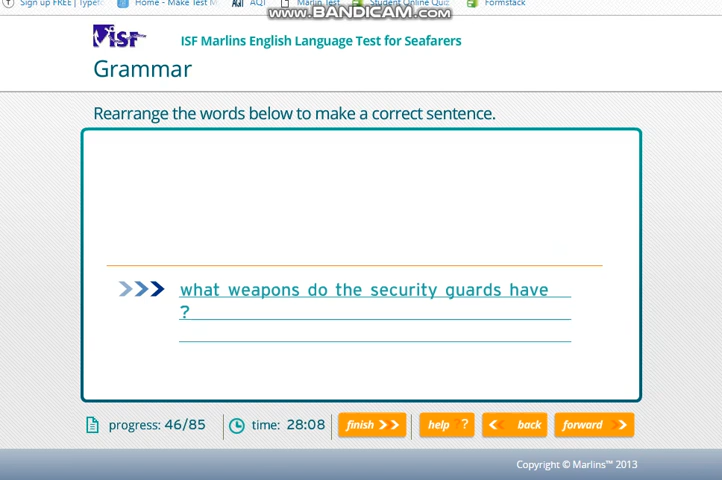 Sign up FREE | Typef
Home - Make Test M
AQI AQI
Marlin Test
Student Online Quiz
Formstack
www.BANDICAM.com
ISF
ISF Marlins English Language Test for Seafarers
Grammar
Rearrange the words below to make a correct sentence.
what weapons do the security guards have
?
progress: 46/85 time: 28:08 finish help ?? back forward
Copyright © Marlins™ 2013